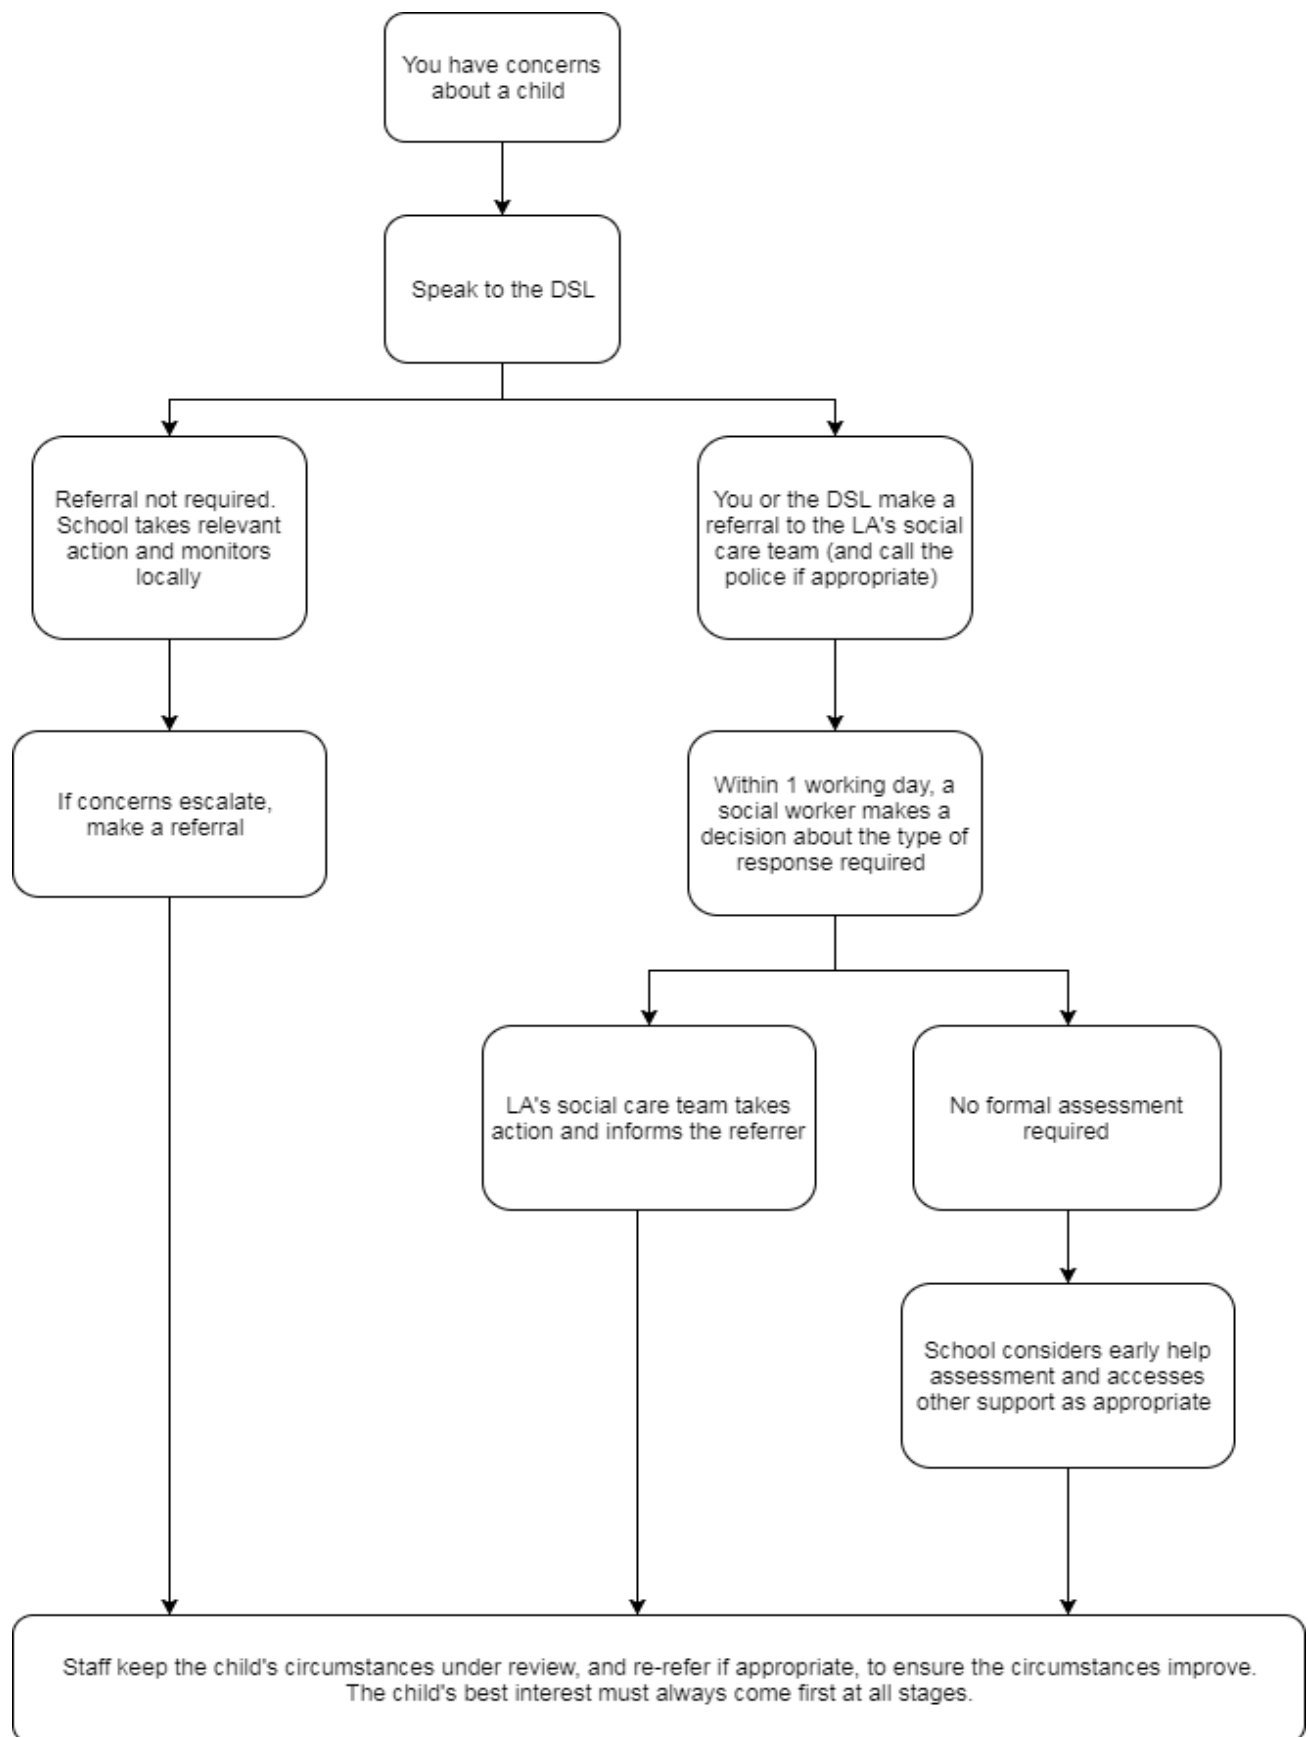 You have concerns
about a child
Speak to the DSL
Referral not required.
School takes relevant
action and monitors
locally
You or the DSL make a
referral to the LA's social
care team (and call the
police if appropriate)
If concerns escalate,
make a referral
Within 1 working day, a
social worker makes a
decision about the type of
response required
LA's social care team takes
action and informs the referrer
No formal assessment
required
School considers early help
assessment and accesses
other support as appropriate
Staff keep the child's circumstances under review, and re-refer if appropriate, to ensure the circumstances improve.
The child's best interest must always come first at all stages.